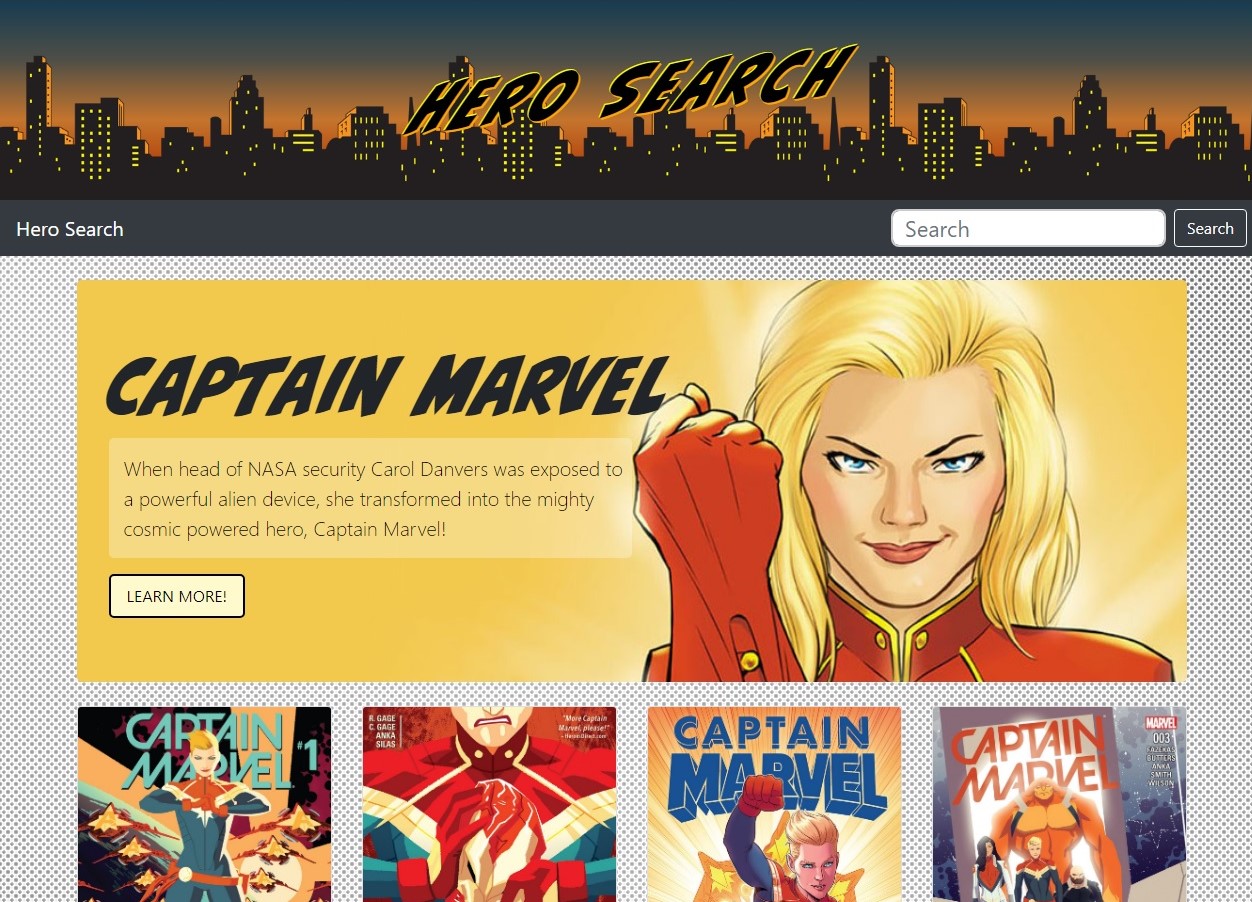 HERO SEARCH
Hero Search
Search
Search
CAPTAIN MARVEL
When head of NASA security Carol Danvers was exposed to
a powerful alien device, she transformed into the mighty
cosmic powered hero, Captain Marvel!
LEARN MORE!
CAPTAIN
MARVEL
#1
R. GAGE
C. GAGE
ANKA
SILAS
"More Captain
Marvel, please!"
CAPTAIN
MARVEL
CAPTAIN
MARVEL
MARVEL
003
FAZEKAS
BUTTERS
ANKA
SMITH
WILSON